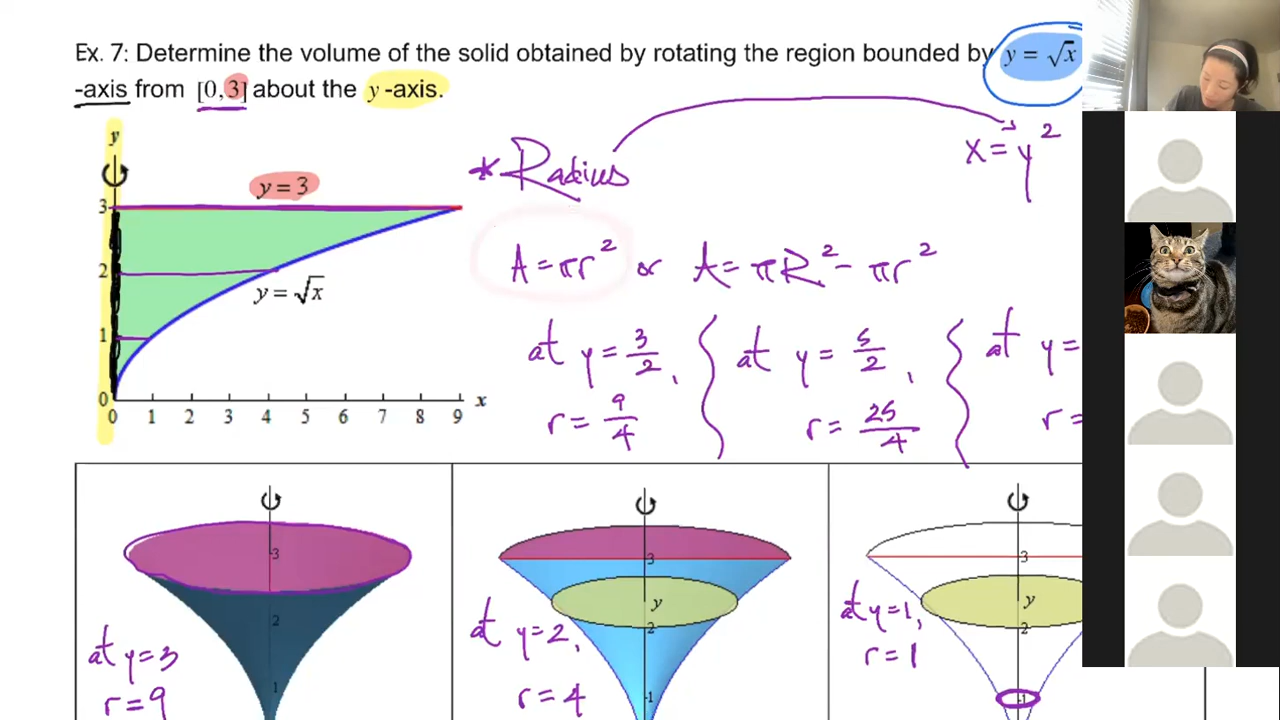 Ex. 7: Determine the volume of the solid obtained by rotating the region bounded by y = √x
-axis from [0,3] about the y-axis.
y
*Radius
x = y²
y = 3
3
2
1
0
y = √x
0 1 2 3 4 5 6 7 8 9 x
A = πr² or A = πR² - πr²
at y = 3/2,
r = 9/4
at y = 5/2,
r = 25/4
at y =
r =
3
2
1
at y=3
r=9
3
y
2
1
at y=2,
r=4
3
y
2
1
at y=1,
r=1